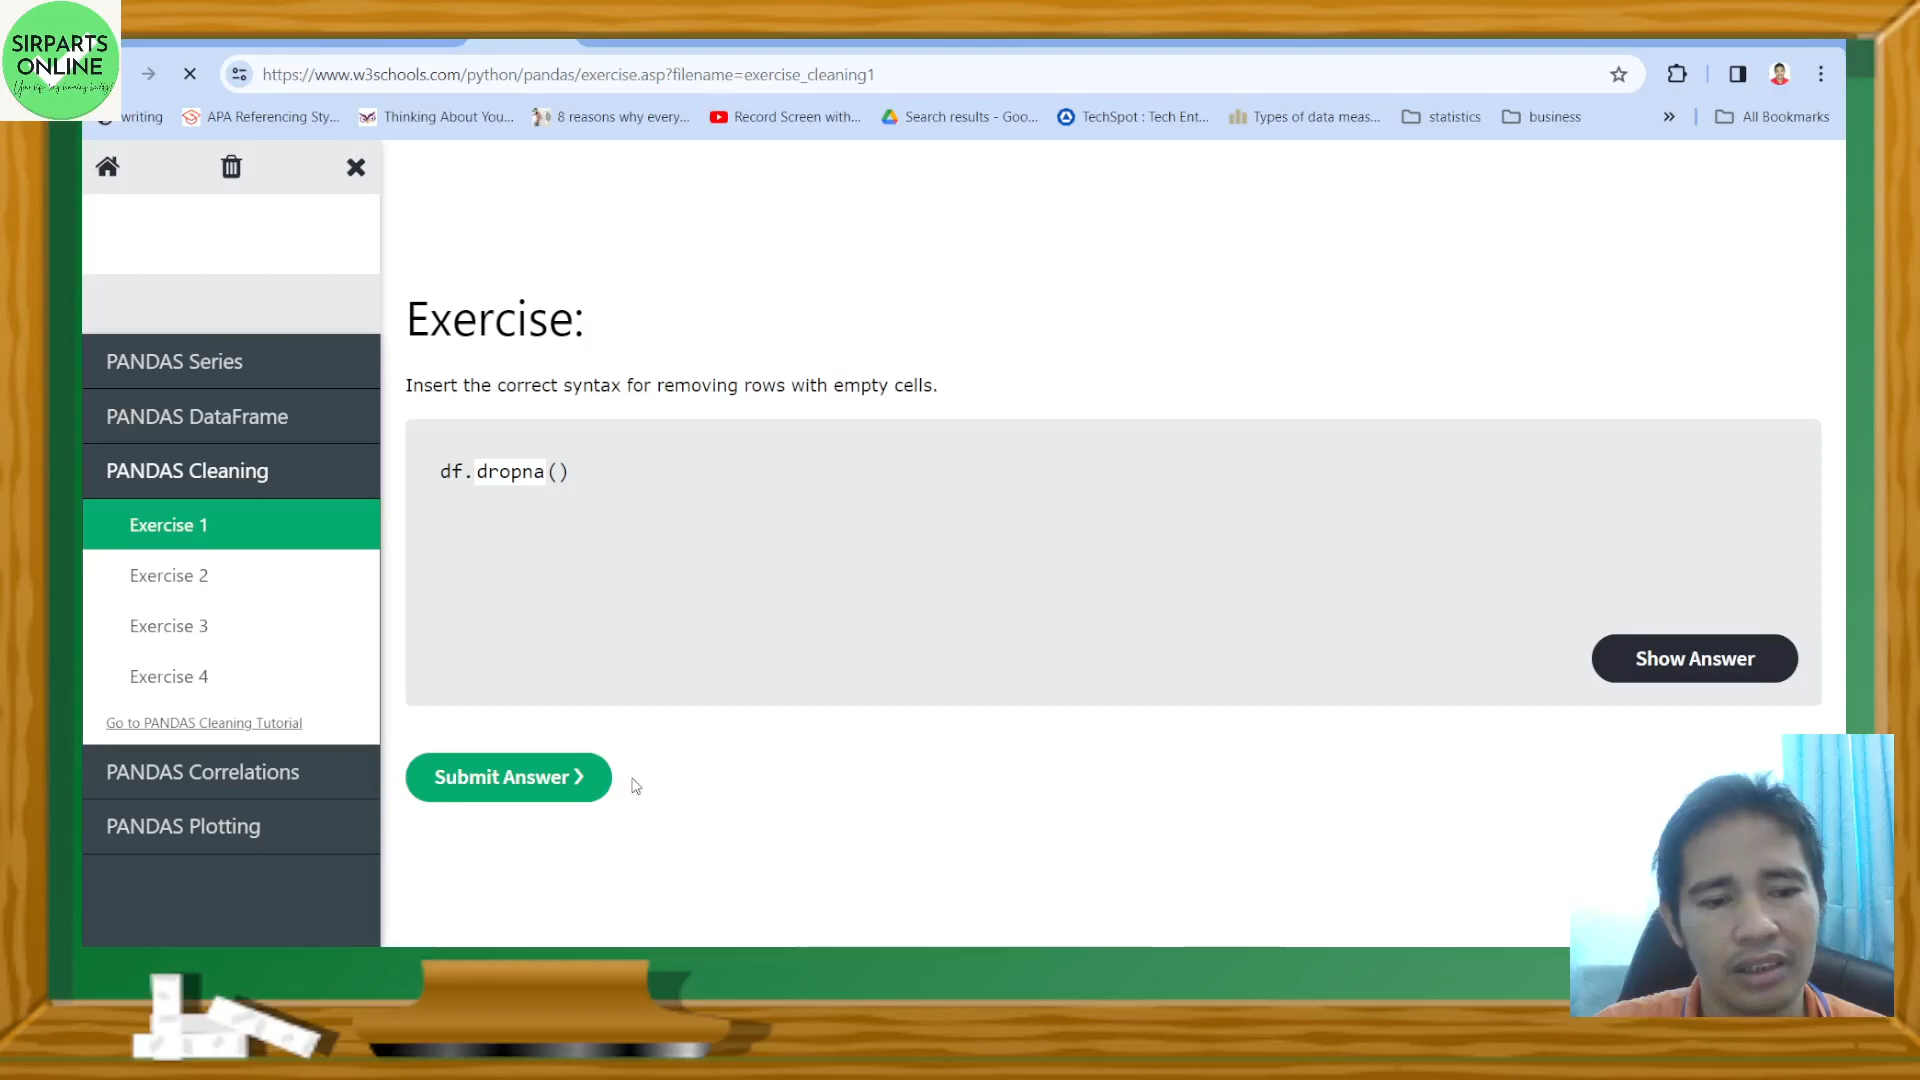 SIRPARTS
ONLINE
https://www.w3schools.com/python/pandas/exercise.asp?filename=exercise_cleaning1
writing
APA Referencing Sty...
Thinking About You...
8 reasons why every...
Record Screen with...
Search results - Goo...
TechSpot : Tech Ent...
Types of data meas...
statistics
business
All Bookmarks
PANDAS Series
PANDAS DataFrame
PANDAS Cleaning
Exercise 1
Exercise 2
Exercise 3
Exercise 4
Go to PANDAS Cleaning Tutorial
PANDAS Correlations
PANDAS Plotting
Exercise:
Insert the correct syntax for removing rows with empty cells.
df.dropna()
Show Answer
Submit Answer ❯